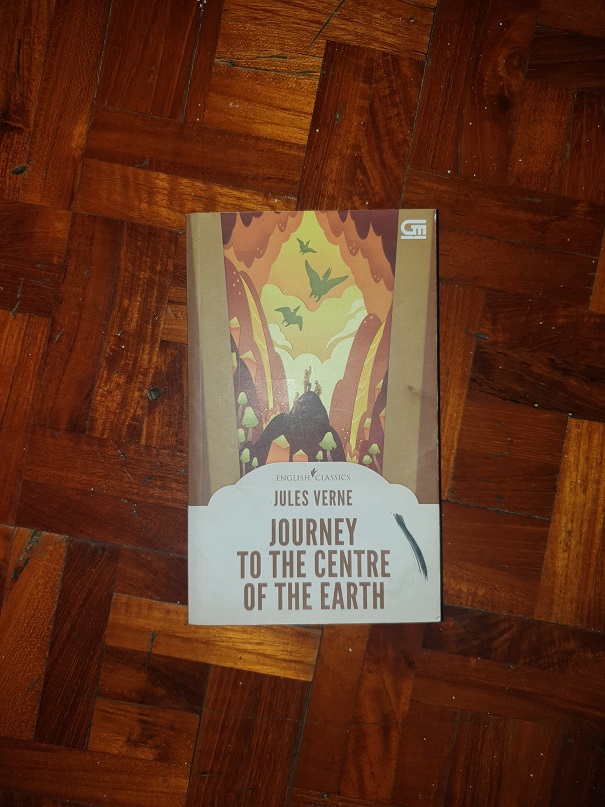 GM
ENGLISH CLASSICS
JULES VERNE
JOURNEY
TO THE CENTRE
OF THE EARTH